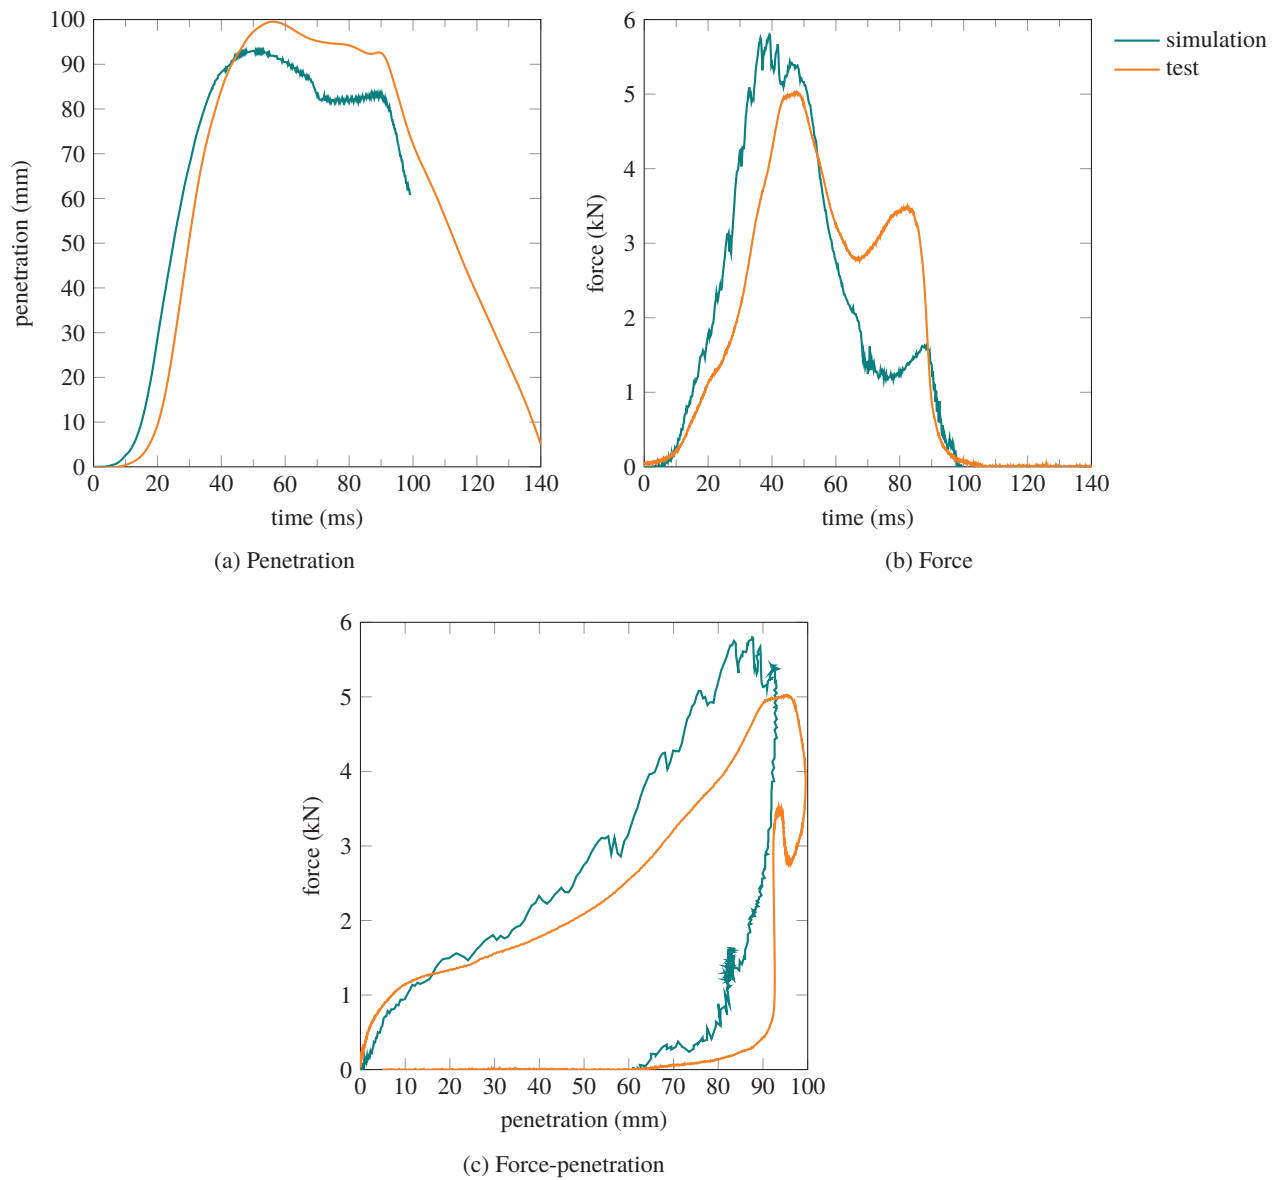 simulation
test
100
90
80
70
60
50
40
30
20
10
0
penetration (mm)
0 20 40 60 80 100 120 140
time (ms)
(a) Penetration
6
5
4
3
2
1
0
force (kN)
0 20 40 60 80 100 120 140
time (ms)
(b) Force
6
5
4
3
2
1
0
force (kN)
0 10 20 30 40 50 60 70 80 90 100
penetration (mm)
(c) Force-penetration